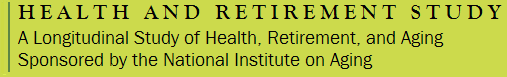 HEALTH AND RETIREMENT STUDY
A Longitudinal Study of Health, Retirement, and Aging
Sponsored by the National Institute on Aging